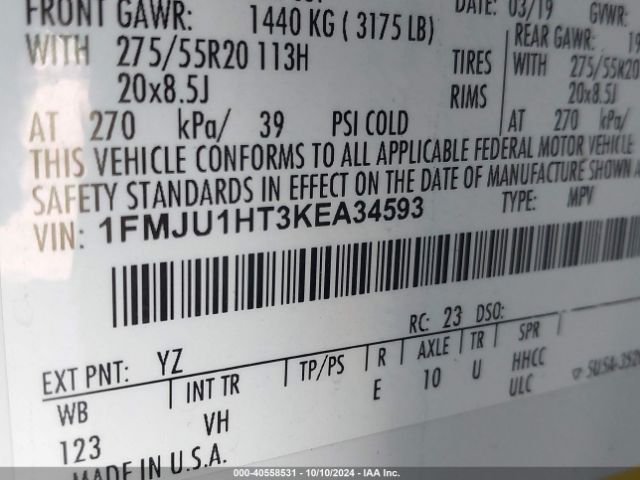 FRONT GAWR: 1440 KG ( 3175 LB)
WITH 275/55R20 113H TIRES
20x8.5J RIMS
AT 270 kPa/ 39 PSI COLD
DATE: 03/19 GVWR:
REAR GAWR: 19
WITH 275/55R20
20x8.5J
AT 270 kPa/
THIS VEHICLE CONFORMS TO ALL APPLICABLE FEDERAL MOTOR VEHICLE
SAFETY STANDARDS IN EFFECT ON THE DATE OF MANUFACTURE SHOWN A
VIN: 1FMJU1HT3KEA34593 TYPE: MPV
RC: 23 DSO:
EXT PNT: YZ
WB INT TR TP/PS R AXLE TR SPR
123 VH E 10 U HHCC
ULC
MADE IN U.S.A.
000-40558531 - 10/10/2024 - IAA Inc.